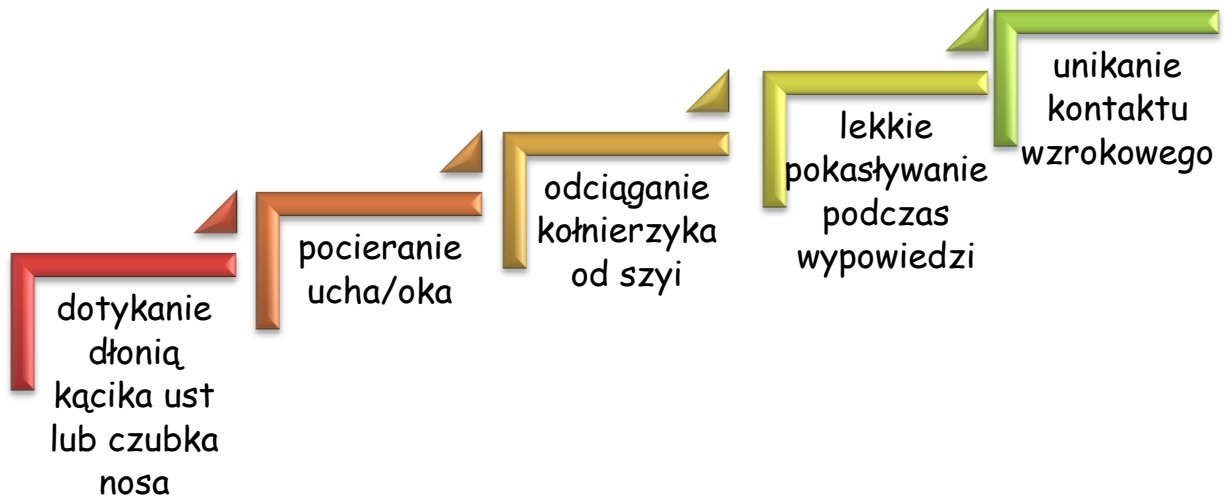 dotykanie
dłonią
kącika ust
lub czubka
nosa
pocieranie
ucha/oka
odciąganie
kołnierzyka
od szyi
lekkie
pokasływanie
podczas
wypowiedzi
unikanie
kontaktu
wzrokowego